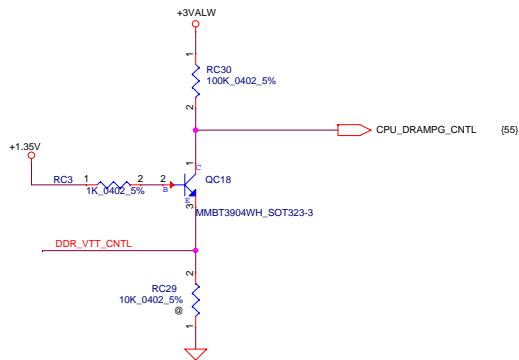 +3VALW
1
RC30
100K_0402_5%
2
CPU_DRAMPG_CNTL {55}
+1.35V
1
C
QC18
RC3 1 2 2
B
1K_0402_5%
E
3
MMBT3904WH_SOT323-3
DDR_VTT_CNTL
2
RC29
10K_0402_5%
@
1